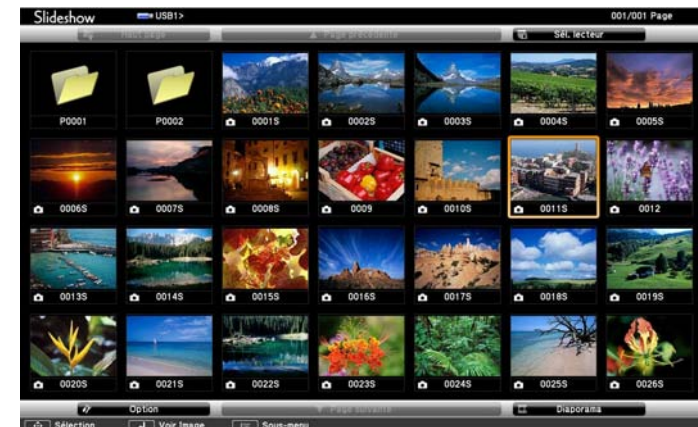 Slideshow USB1> 001/001 Page
Haut page ▲ Page précédente Sél. lecteur
P0001 P0002 0001S 0002S 0003S 0004S 0005S
0006S 0007S 0008S 0009 0010S 0011S 0012
0013S 0014S 0015S 0016S 0017S 0018S 0019S
0020S 0021S 0022S 0023S 0024S 0025S 0026S
Option ▼ Page suivante Diaporama
Sélection Voir Image Sous-menu